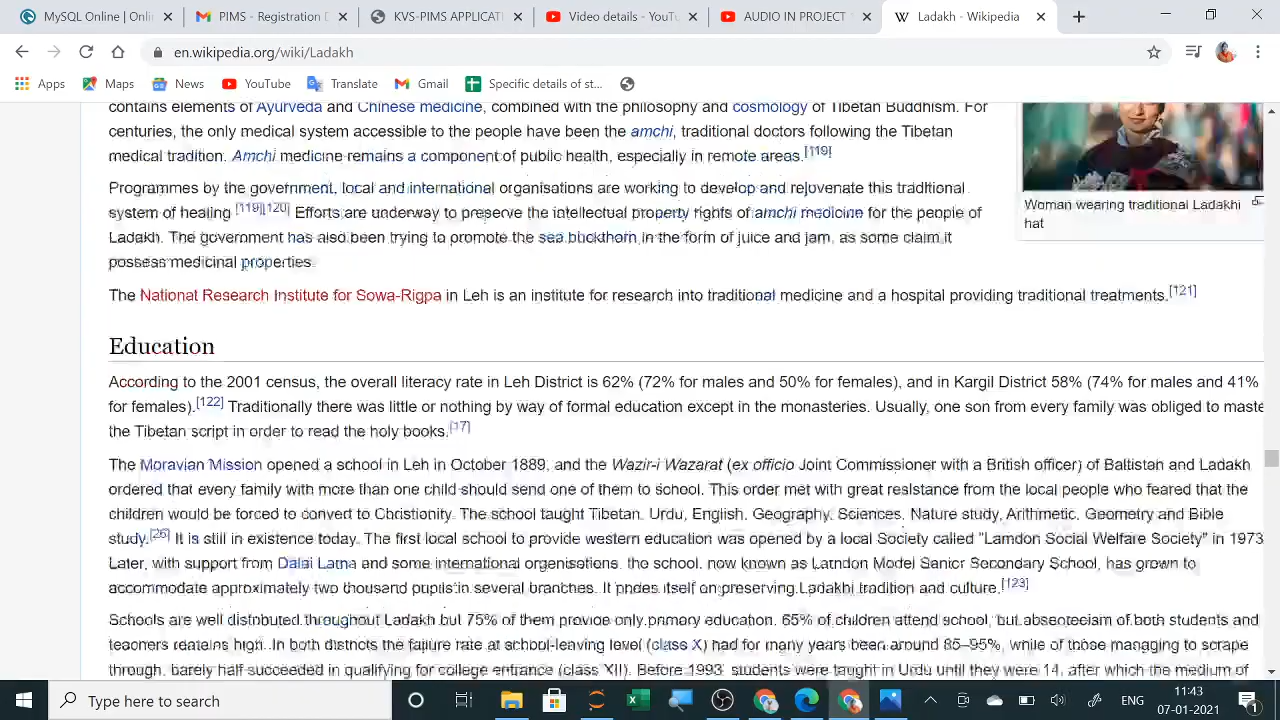 MySQL Online | Onli
PIMS - Registration D
KVS-PIMS APPLICAT
Video details - YouTu
AUDIO IN PROJECT
Ladakh - Wikipedia
en.wikipedia.org/wiki/Ladakh
Apps
Maps
News
YouTube
Translate
Gmail
Specific details of st...
contains elements of Ayurveda and Chinese medicine, combined with the philosophy and cosmology of Tibetan Buddhism. For
centuries, the only medical system accessible to the people have been the amchi, traditional doctors following the Tibetan
medical tradition. Amchi medicine remains a component of public health, especially in remote areas.[119]
Programmes by the government, local and international organisations are working to develop and rejuvenate this traditional
system of healing.[119][120] Efforts are underway to preserve the intellectual property rights of amchi medicine for the people of
Ladakh. The government has also been trying to promote the sea buckthorn in the form of juice and jam, as some claim it
possess medicinal properties.
The National Research Institute for Sowa-Rigpa in Leh is an institute for research into traditional medicine and a hospital providing traditional treatments.[121]
Woman wearing traditional Ladakhi
hat
Education
According to the 2001 census, the overall literacy rate in Leh District is 62% (72% for males and 50% for females), and in Kargil District 58% (74% for males and 41%
for females).[122] Traditionally there was little or nothing by way of formal education except in the monasteries. Usually, one son from every family was obliged to maste
the Tibetan script in order to read the holy books.[17]
The Moravian Mission opened a school in Leh in October 1889, and the Wazir-i Wazarat (ex officio Joint Commissioner with a British officer) of Baltistan and Ladakh
ordered that every family with more than one child should send one of them to school. This order met with great resistance from the local people who feared that the
children would be forced to convert to Christianity. The school taught Tibetan, Urdu, English, Geography, Sciences, Nature study, Arithmetic, Geometry and Bible
study.[26] It is still in existence today. The first local school to provide western education was opened by a local Society called "Lamdon Social Welfare Society" in 1973
Later, with support from Dalai Lama and some international organisations, the school, now known as Lamdon Model Senior Secondary School, has grown to
accommodate approximately two thousand pupils in several branches. It prides itself on preserving Ladakhi tradition and culture.[123]
Schools are well distributed throughout Ladakh but 75% of them provide only primary education. 65% of children attend school, but absenteeism of both students and
teachers remains high. In both districts the failure rate at school-leaving level (class X) had for many years been around 85–95%, while of those managing to scrape
through, barely half succeeded in qualifying for college entrance (class XII). Before 1993, students were taught in Urdu until they were 14, after which the medium of
Type here to search
ENG
11:43
07-01-2021
1